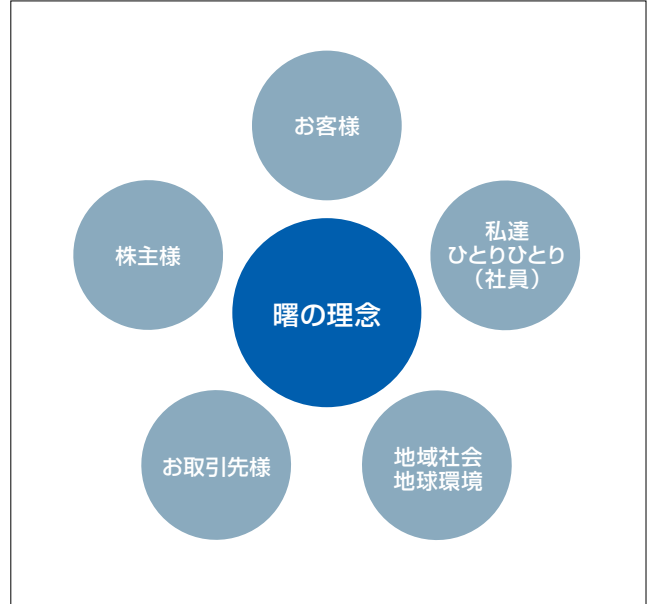 お客様
私達
ひとりひとり
（社員）
株主様
曙の理念
お取引先様
地域社会
地球環境